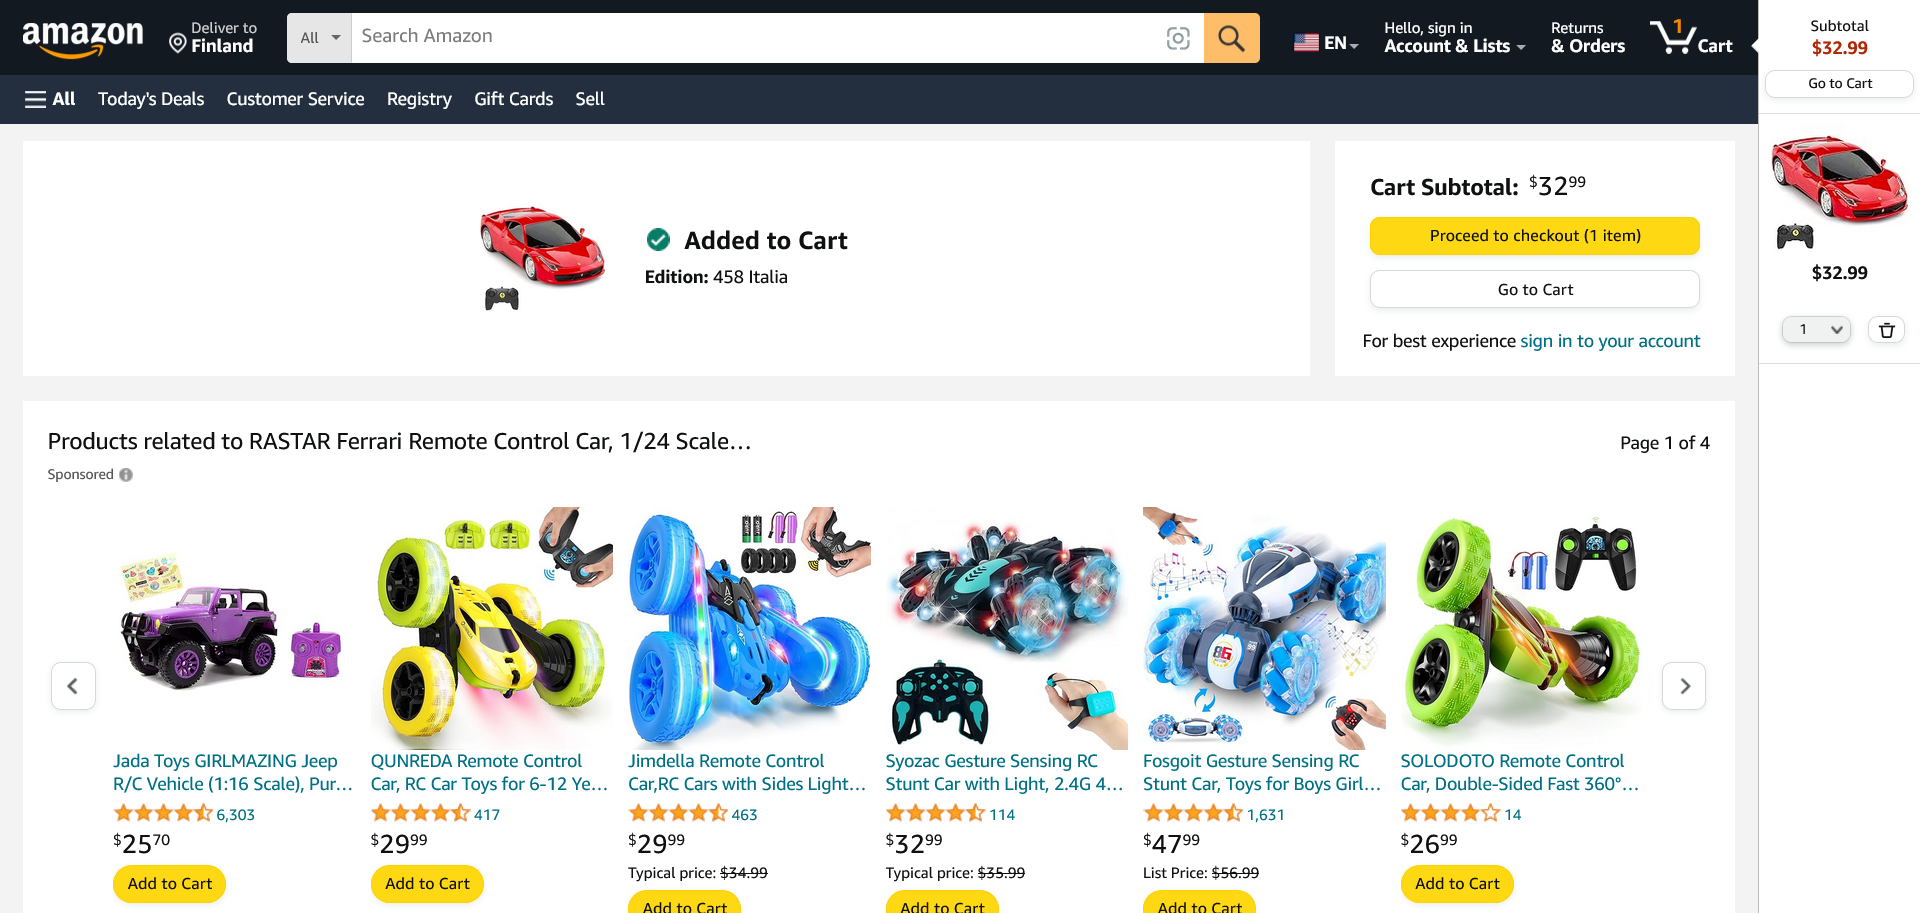 amazon
Deliver to
Finland
All
Search Amazon
EN
Hello, sign in
Account & Lists
Returns
& Orders
1
Cart
Subtotal
$32.99
Go to Cart
All
Today's Deals
Customer Service
Registry
Gift Cards
Sell
Added to Cart
Edition: 458 Italia
Cart Subtotal: $32.99
Proceed to checkout (1 item)
Go to Cart
For best experience sign in to your account
$32.99
1
Products related to RASTAR Ferrari Remote Control Car, 1/24 Scale…
Page 1 of 4
Sponsored
Jada Toys GIRLMAZING Jeep
R/C Vehicle (1:16 Scale), Pur…
6,303
$25.70
Add to Cart
QUNREDA Remote Control
Car, RC Car Toys for 6-12 Ye…
417
$29.99
Add to Cart
Jimdella Remote Control
Car,RC Cars with Sides Light…
463
$29.99
Typical price: $34.99
Add to Cart
Syozac Gesture Sensing RC
Stunt Car with Light, 2.4G 4…
114
$32.99
Typical price: $35.99
Add to Cart
86
Fosgoit Gesture Sensing RC
Stunt Car, Toys for Boys Girl…
1,631
$47.99
List Price: $56.99
Add to Cart
SOLODOTO Remote Control
Car, Double-Sided Fast 360°…
14
$26.99
Add to Cart